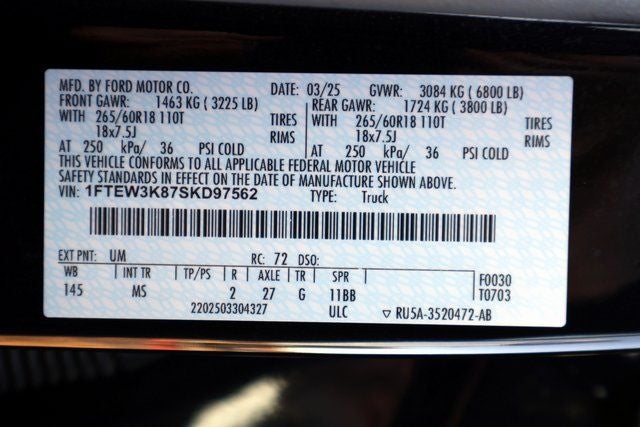 MFD. BY FORD MOTOR CO. DATE: 03/25 GVWR: 3084 KG ( 6800 LB)
FRONT GAWR: 1463 KG ( 3225 LB) REAR GAWR: 1724 KG ( 3800 LB)
WITH 265/60R18 110T TIRES WITH 265/60R18 110T TIRES
18x7.5J RIMS 18x7.5J RIMS
AT 250 kPa/ 36 PSI COLD AT 250 kPa/ 36 PSI COLD
THIS VEHICLE CONFORMS TO ALL APPLICABLE FEDERAL MOTOR VEHICLE
SAFETY STANDARDS IN EFFECT ON THE DATE OF MANUFACTURE SHOWN ABOVE.
VIN: 1FTEW3K87SKD97562 TYPE: Truck
EXT PNT: UM RC: 72 DSO:
WB INT TR TP/PS R AXLE TR SPR F0030
145 MS 2 27 G 11BB T0703
2202503304327 ULC ▽ RU5A-3520472-AB